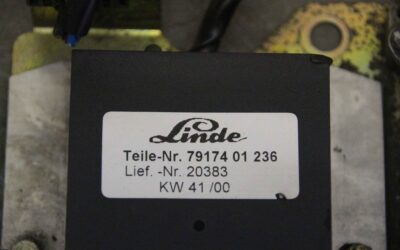 Linde
Teile-Nr. 79174 01 236
Lief. -Nr. 20383
KW 41 /00